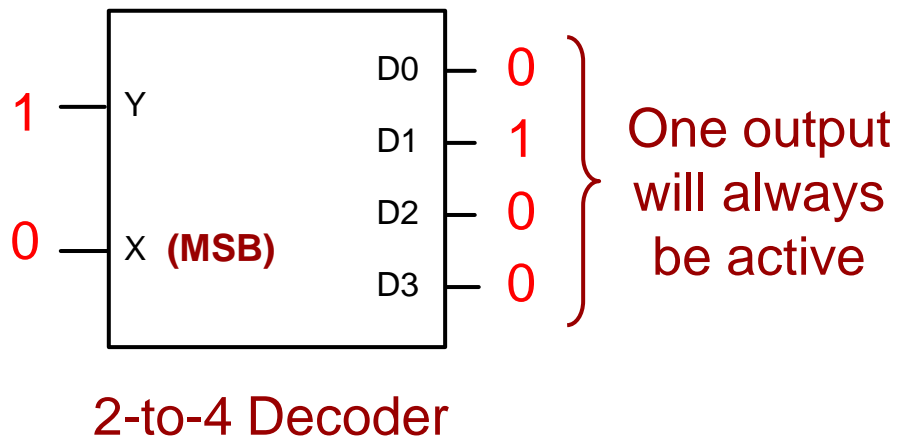 D0 0
1 Y
D1 1
One output
will always
be active
D2 0
0 X (MSB)
D3 0
2-to-4 Decoder